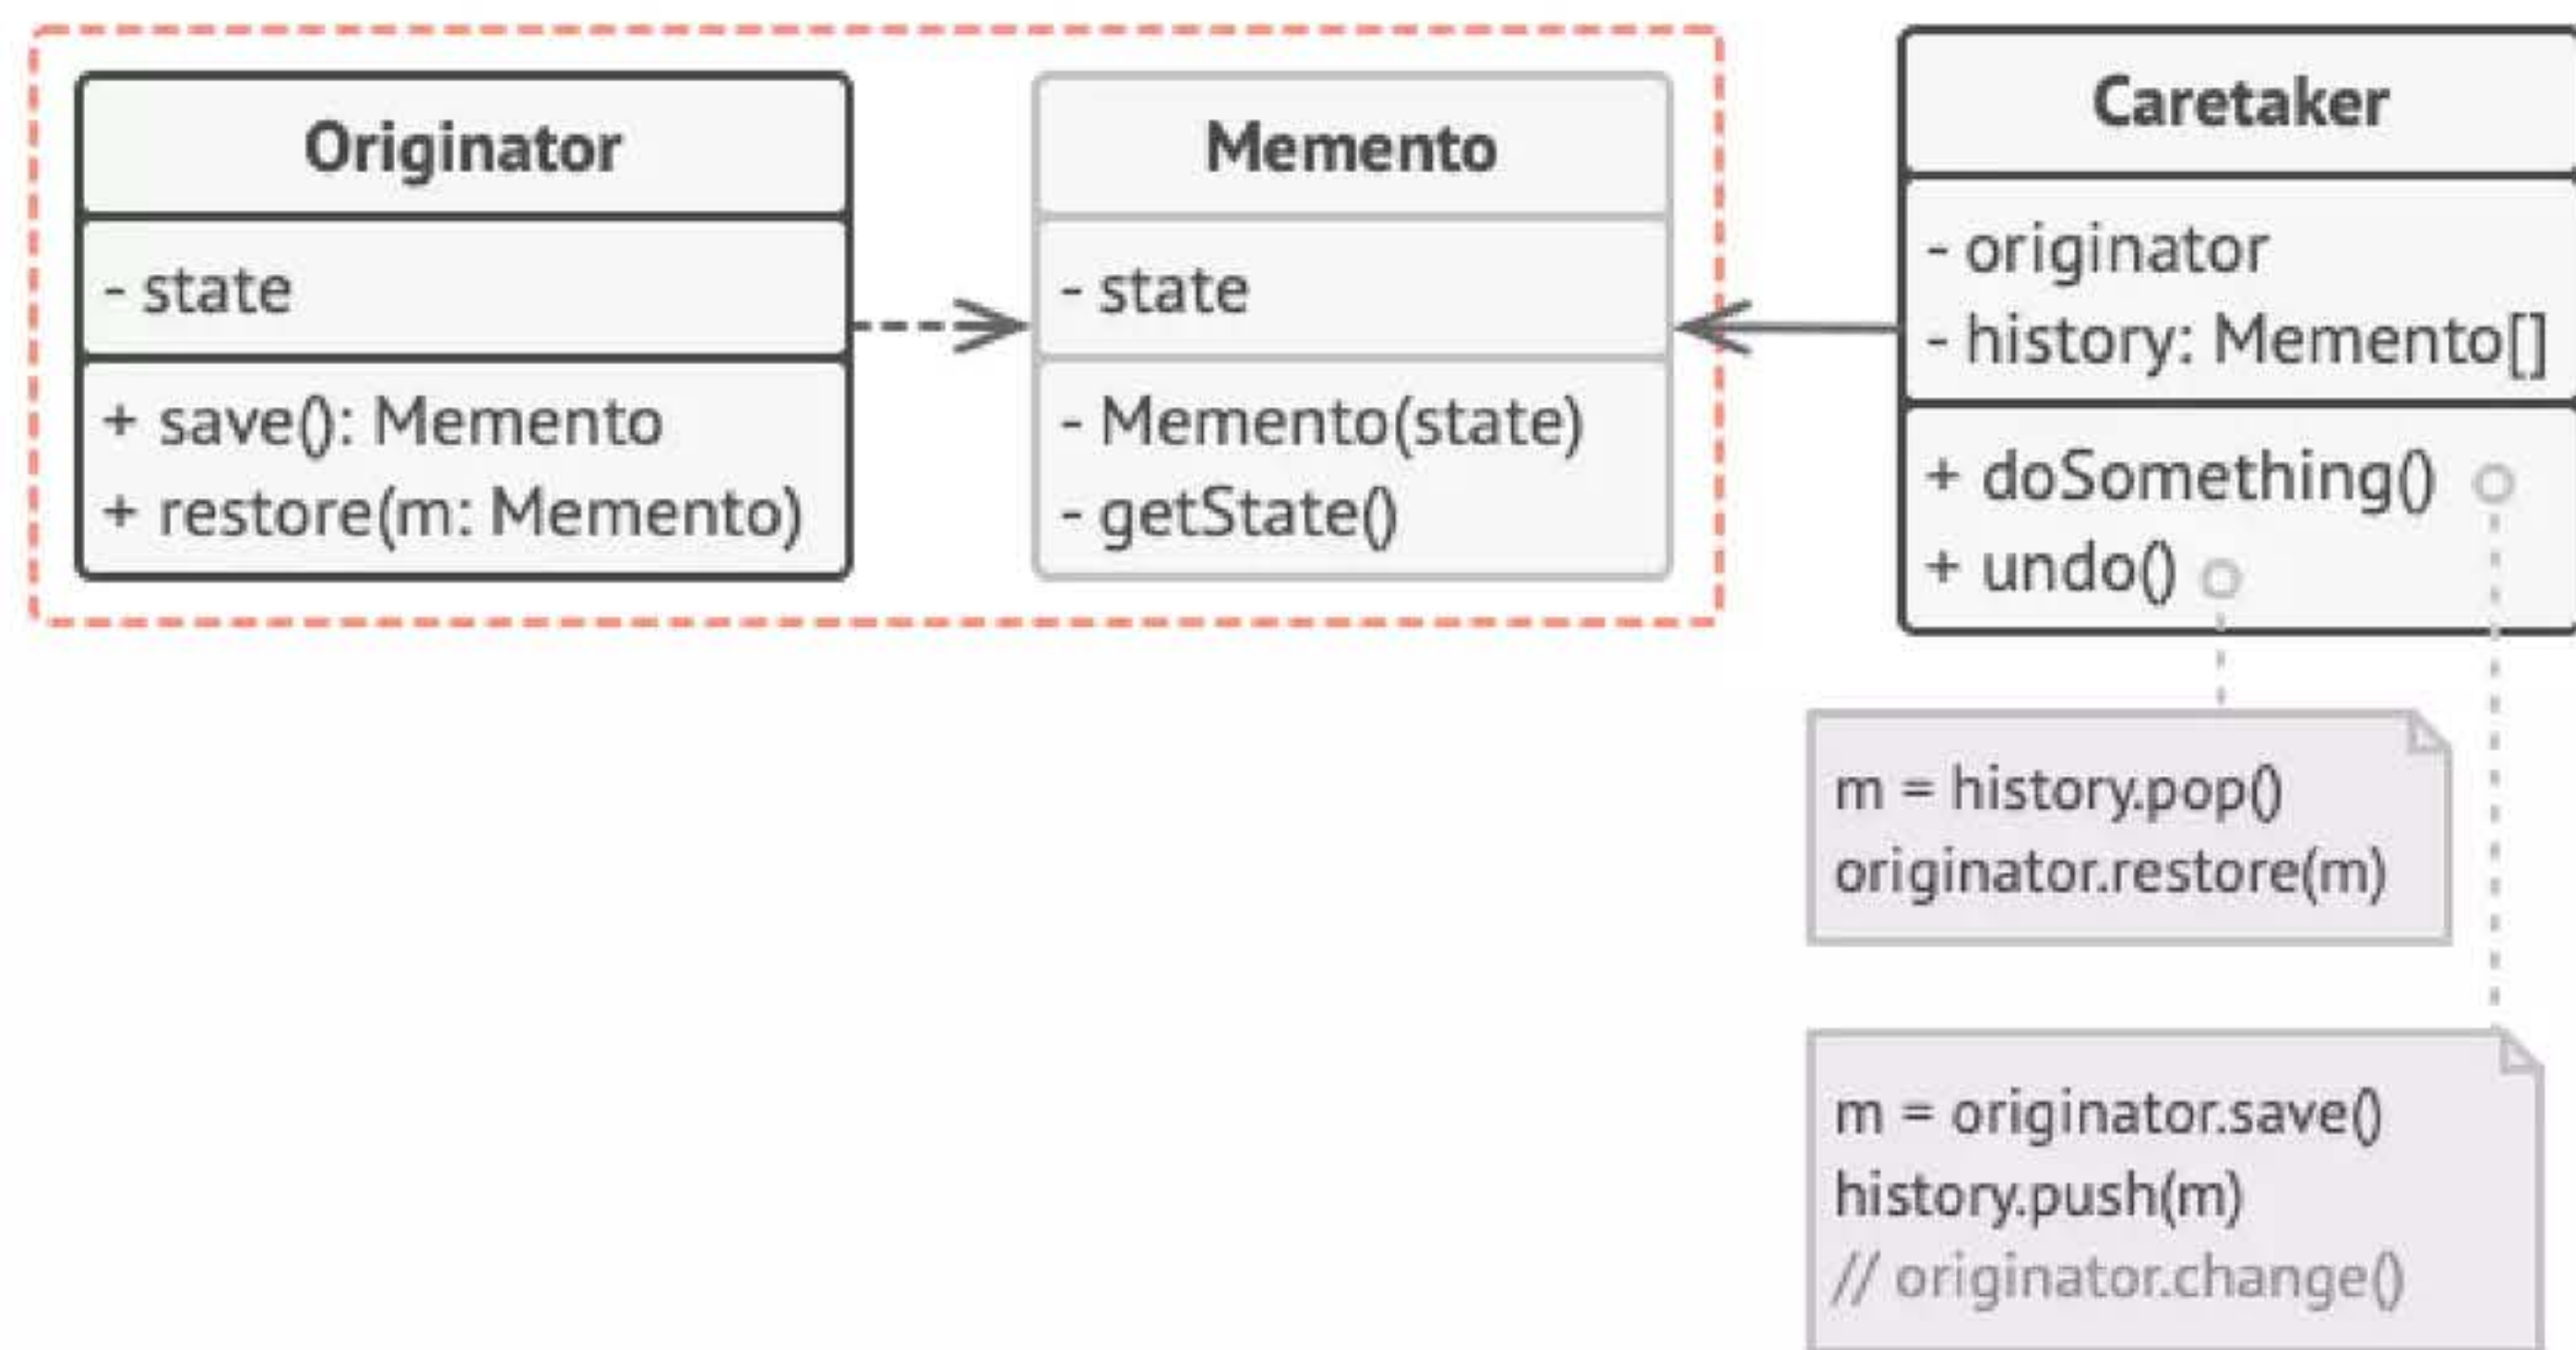 Originator
- state
+ save(): Memento
+ restore(m: Memento)
Memento
- state
- Memento(state)
- getState()
Caretaker
- originator
- history: Memento[]
+ doSomething()
+ undo()
m = history.pop()
originator.restore(m)
m = originator.save()
history.push(m)
// originator.change()